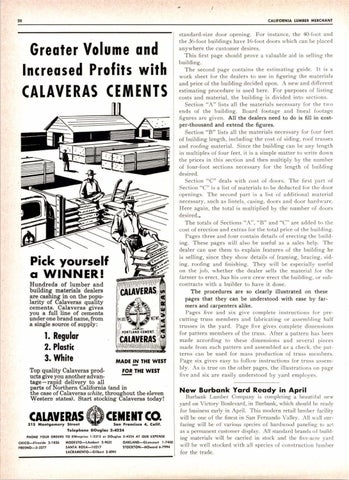 20
CALIFORNIA LUMBER MERCHANT
Greater Volume and
Increased Profits with
CALAVERAS CEMENTS
Pick yourself
a WINNER!
Hundreds of lumber and
building materials dealers
are cashing in on the popu-
larity of Calaveras quality
cements. Calaveras gives
you a full line of cements
under one brand name, from
a single source of supply:
1. Regular
2. Plastic
3. White
CALAVERAS
PORTLAND CEMENT
CALAVERAS
MADE IN THE WEST
FOR THE WEST
Top quality Calaveras prod-
ucts give you another advan-
tage—rapid delivery to all
parts of Northern California (and in
the case of Calaveras white, throughout the eleven
Western states). Start stocking Calaveras today!
CALAVERAS CEMENT CO.
315 Montgomery Street San Francisco 4, Calif.
Telephone DOuglas 2-4224
PHONE YOUR ORDERS TO ENterprise 1-2315 or DOuglas 2-4224 AT OUR EXPENSE
standard-size door opening. For instance, the 40-foot and
the 36-foot buildings have 16-foot doors which can be placed
anywhere the customer desires.
This first page should prove a valuable aid in selling the
building.
The second page contains the estimating guide. It is a
work sheet for the dealers to use in figuring the materials
and price of the building decided upon. A new and different
estimating procedure is used here. For purposes of listing
costs and material, the building is divided into sections.
Section "A" lists all the materials necessary for the two
ends of the building. Board footage and lineal footage
figures are given. All the dealers need to do is fill in cost-
per-thousand and extend the figures.
Section "B" lists all the materials necessary for four feet
of building length, including the cost of siding, roof trusses
and roofing material. Since the building can be any length
in multiples of four feet, it is a simple matter to write down
the prices in this section and then multiply by the number
of four-foot sections necessary for the length of building
desired.
Section "C" deals with cost of doors. The first part of
Section "C" is a list of materials to be deducted for the door
openings. The second part is a list of additional material
necessary, such as lintels, casing, doors and door hardware.
Here again, the total is multiplied by the number of doors
desired.
The totals of Sections "A", "B" and "C" are added to the
cost of erection and extras for the total price of the building.
Pages three and four contain details of erecting the build-
ing. These pages will also be useful as a sales help. The
dealer can use them to explain features of the building he
is selling, since they show details of framing, bracing, sid-
ing, roofing and finishing. They will be especially useful
on the job, whether the dealer sells the material for the
farmer to erect, has his own crew erect the building, or sub-
contracts with a builder to have it done.
The procedures are so clearly illustrated on these
pages that they can be understood with ease by far-
mers and carpenters alike.
Pages five and six give complete instructions for pre-
cutting truss members and fabricating or assembling half
trusses in the yard. Page five gives complete dimensions
for pattern members of the truss. After a pattern has been
made according to these dimensions and several pieces
made from each pattern and assembled as a check, the pat-
terns can be used for mass production of truss members.
Page six gives easy to follow instructions for truss assem-
bly. As is true on the other pages, the illustrations on page
five and six are easily understood by yard employes.
New Burbank Yard Ready in April
Burbank Lumber Company is completing a beautiful new
yard on Victory Boulevard, in Burbank, which should be ready
for business early in April. This modern retail lumber facility
will be one of the finest in San Fernando Valley. All wall sur-
facing will be of various species of hardwood paneling to act
as a permanent customer display. All standard brands of build-
ing materials will be carried in stock and the five-acre yard
will be well stocked with all species of construction lumber
for the trade.